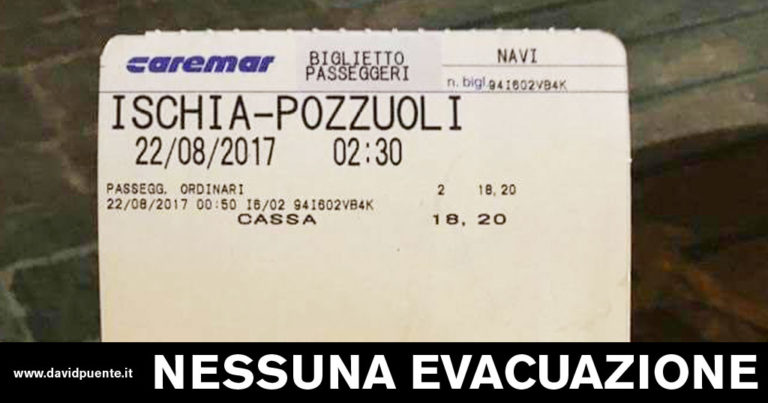 caremar
BIGLIETTO
PASSEGGERI
NAVI
n. bigl. 94I602VB4K
ISCHIA-POZZUOLI
22/08/2017 02:30
PASSEGG. ORDINARI 2 18,20
22/08/2017 00:50 I6/02 94I602VB4K
CASSA 18,20
www.davidpuente.it NESSUNA EVACUAZIONE